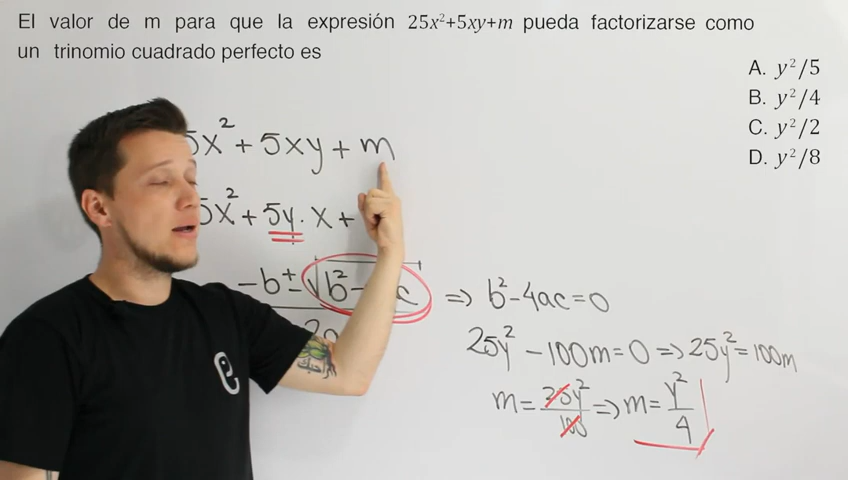 El valor de m para que la expresión 25x²+5xy+m pueda factorizarse como
un trinomio cuadrado perfecto es
A. y²/5
B. y²/4
C. y²/2
D. y²/8
5x² + 5xy + m
5x² + 5y · x +
-b ± √b² - c
⇒ b² - 4ac = 0
25y² - 100m = 0 ⇒ 25y² = 100m
m = 25y²/100 ⇒ m = y²/4
e